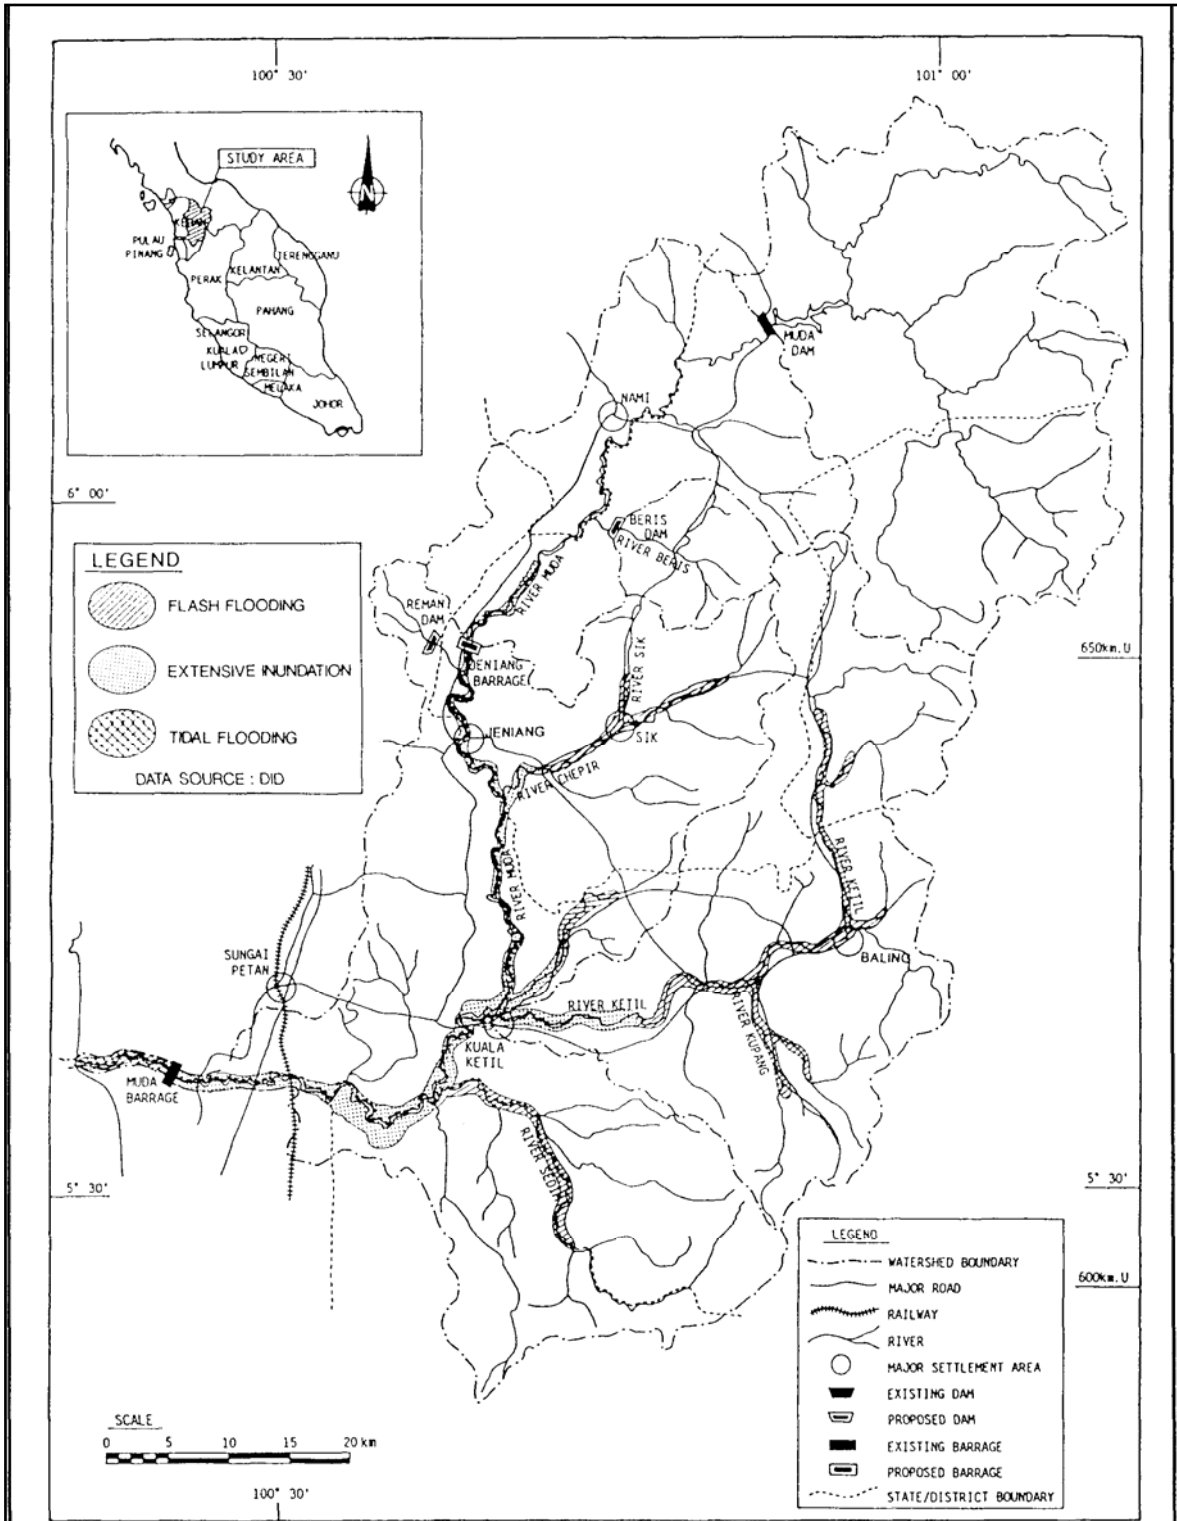 100° 30'
101° 00'
STUDY AREA
N
KEDAH
PULAU
PINANG
PERAK
KELANTAN
TERENGGANU
PAHANG
SELANGOR
KUALA
LUMPUR
NEGERI
SEMBILAN
MELAKA
JOHOR
MUDA
DAM
NAMI
6° 00'
BERIS
DAM
RIVER BERIS
RIVER MUDA
LEGEND
FLASH FLOODING
EXTENSIVE INUNDATION
TIDAL FLOODING
DATA SOURCE : DID
REMAN
DAM
JENIANG
BARRAGE
RIVER SIK
650km.U
JENIANG
SIK
RIVER CHEPIR
RIVER MUDA
RIVER KETIL
SUNGAI
PETAN
BALING
RIVER KETIL
RIVER KUPANG
KUALA
KETIL
MUDA
BARRAGE
RIVER SEDI
5° 30'
5° 30'
600km.U
LEGEND
WATERSHED BOUNDARY
MAJOR ROAD
RAILWAY
RIVER
MAJOR SETTLEMENT AREA
EXISTING DAM
PROPOSED DAM
EXISTING BARRAGE
PROPOSED BARRAGE
STATE/DISTRICT BOUNDARY
SCALE
0 5 10 15 20 km
100° 30'